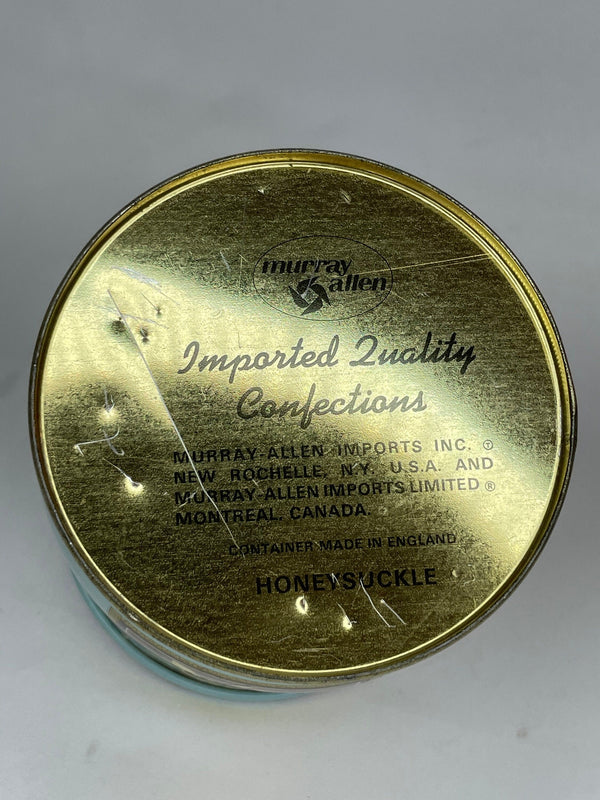 murray
allen
Imported Quality
Confections
MURRAY-ALLEN IMPORTS INC. ®
NEW ROCHELLE, N.Y. U.S.A. AND
MURRAY-ALLEN IMPORTS LIMITED ®
MONTREAL, CANADA.
CONTAINER MADE IN ENGLAND
HONEYSUCKLE